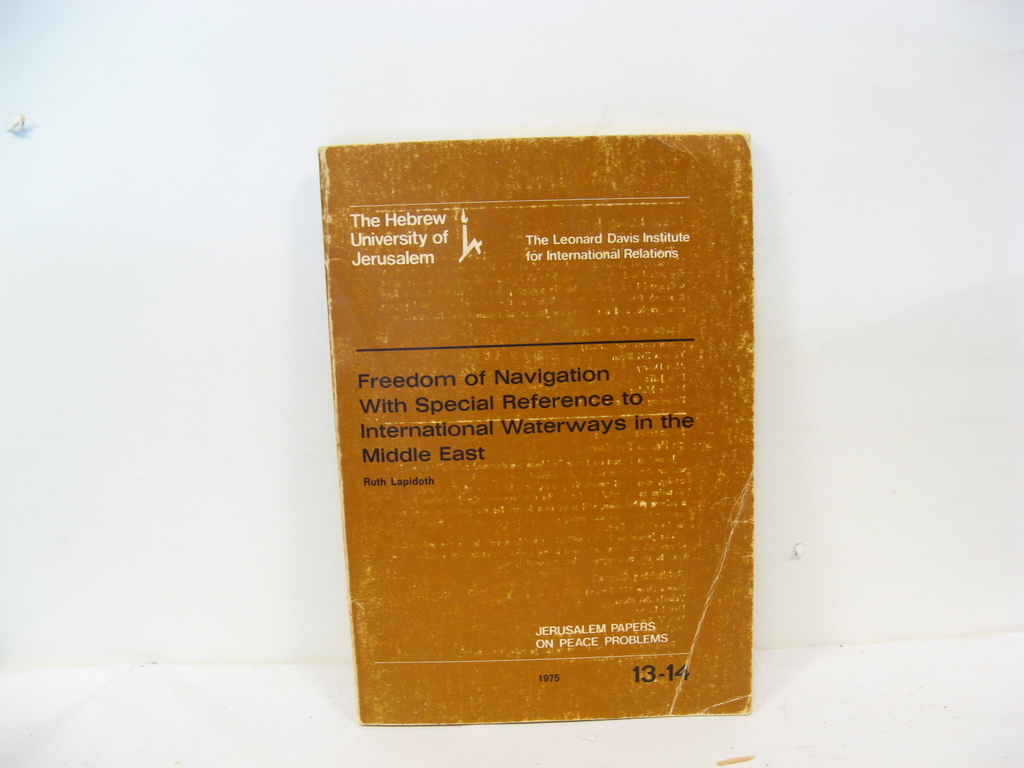 The Hebrew
University of
Jerusalem
The Leonard Davis Institute
for International Relations
Freedom of Navigation
With Special Reference to
International Waterways in the
Middle East
Ruth Lapidoth
JERUSALEM PAPERS
ON PEACE PROBLEMS
1975
13-14